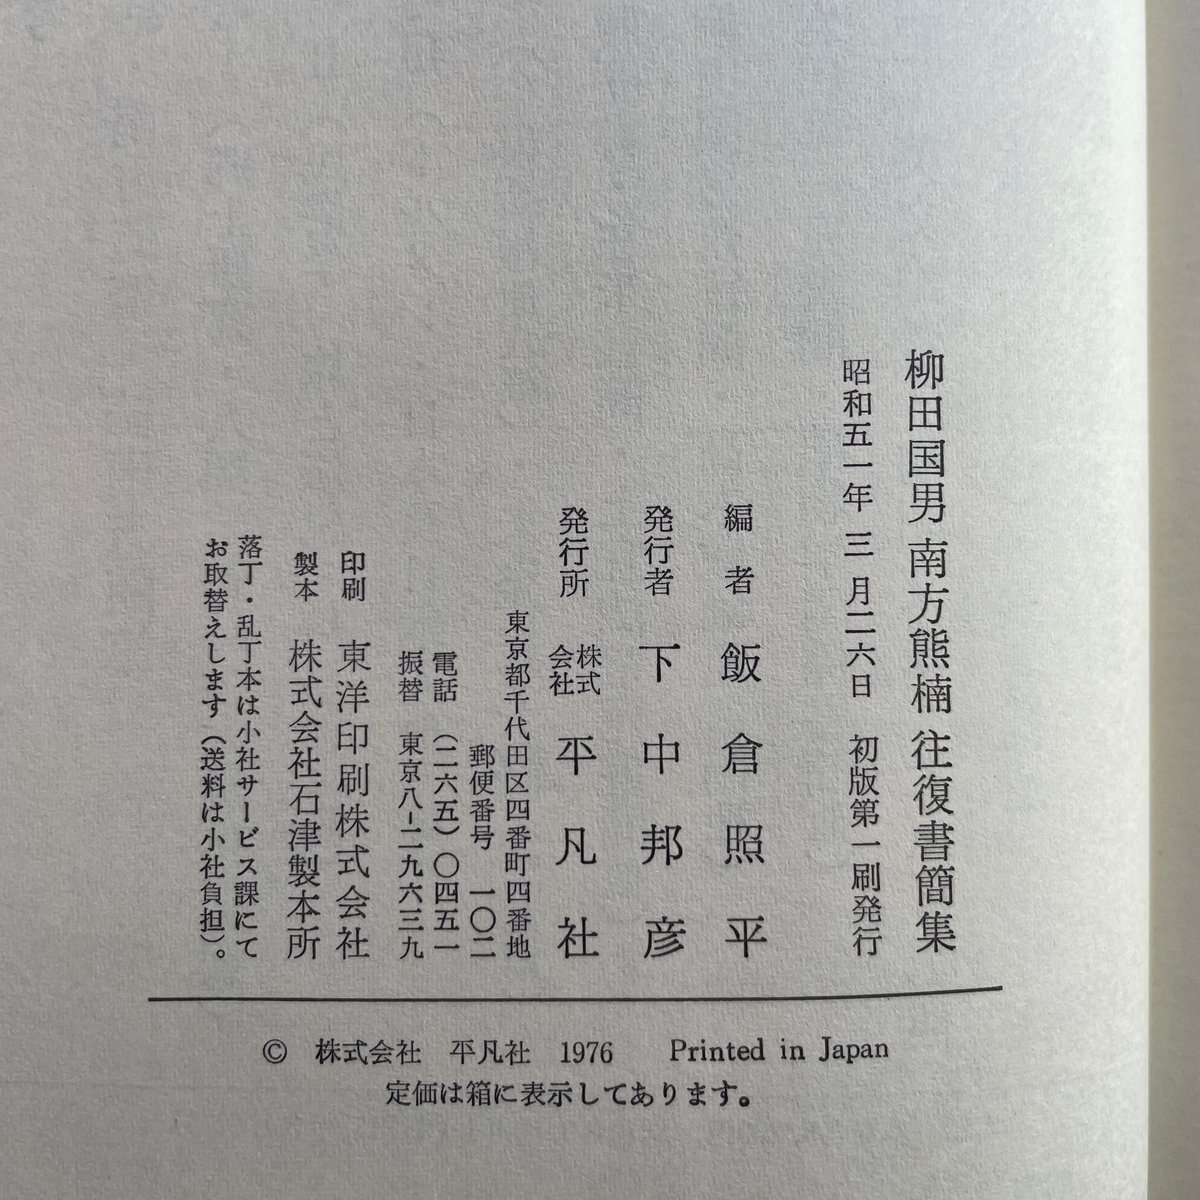 柳田国男 南方熊楠 往復書簡集
昭和五一年 三 月二六日 初版第一刷発行
編 者 飯 倉 照 平
発行者 下 中 邦 彦
発行所 株式会社 平 凡 社
東京都千代田区四番町四番地
郵便番号 一〇二
電話 (二六五) 〇四五一
振替 東京八-二九六三九
印刷 東洋印刷株式会社
製本 株式会社石津製本所
落丁・乱丁本は小社サービス課にて
お取替えします(送料は小社負担)。
© 株式会社 平凡社 1976 Printed in Japan
定価は箱に表示してあります。